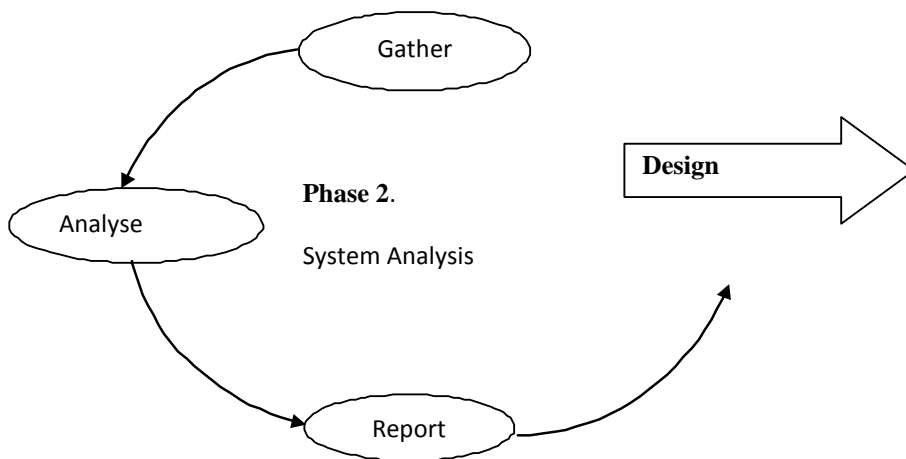 Gather
Design
Phase 2.
Analyse
System Analysis
Report